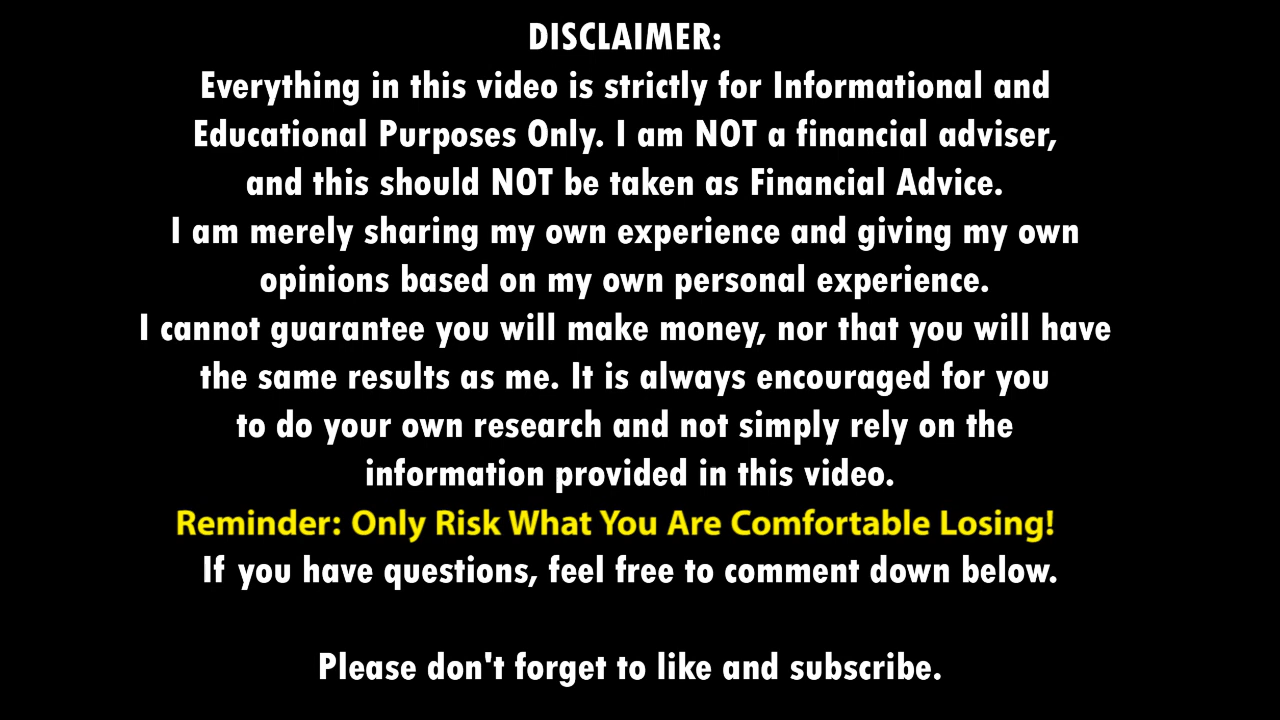 DISCLAIMER:
Everything in this video is strictly for Informational and
Educational Purposes Only. I am NOT a financial adviser,
and this should NOT be taken as Financial Advice.
I am merely sharing my own experience and giving my own
opinions based on my own personal experience.
I cannot guarantee you will make money, nor that you will have
the same results as me. It is always encouraged for you
to do your own research and not simply rely on the
information provided in this video.
Reminder: Only Risk What You Are Comfortable Losing!
If you have questions, feel free to comment down below.
Please don't forget to like and subscribe.